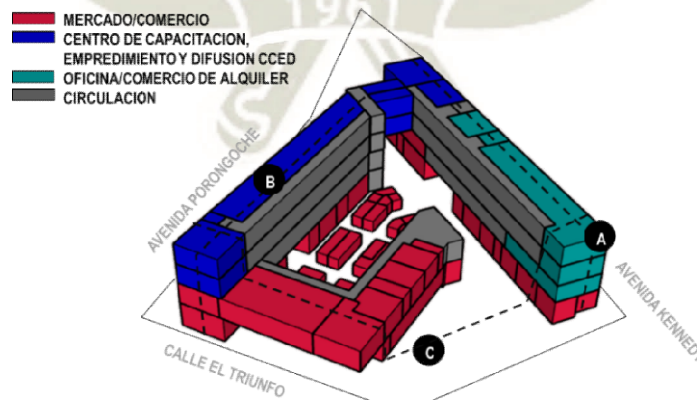 196
MERCADO/COMERCIO
CENTRO DE CAPACITACION,
EMPREDIMIENTO Y DIFUSION CCED
OFICINA/COMERCIO DE ALQUILER
CIRCULACION
AVENIDA PORONGOCHE
B
A
AVENIDA KENNEDY
C
CALLE EL TRIUNFO